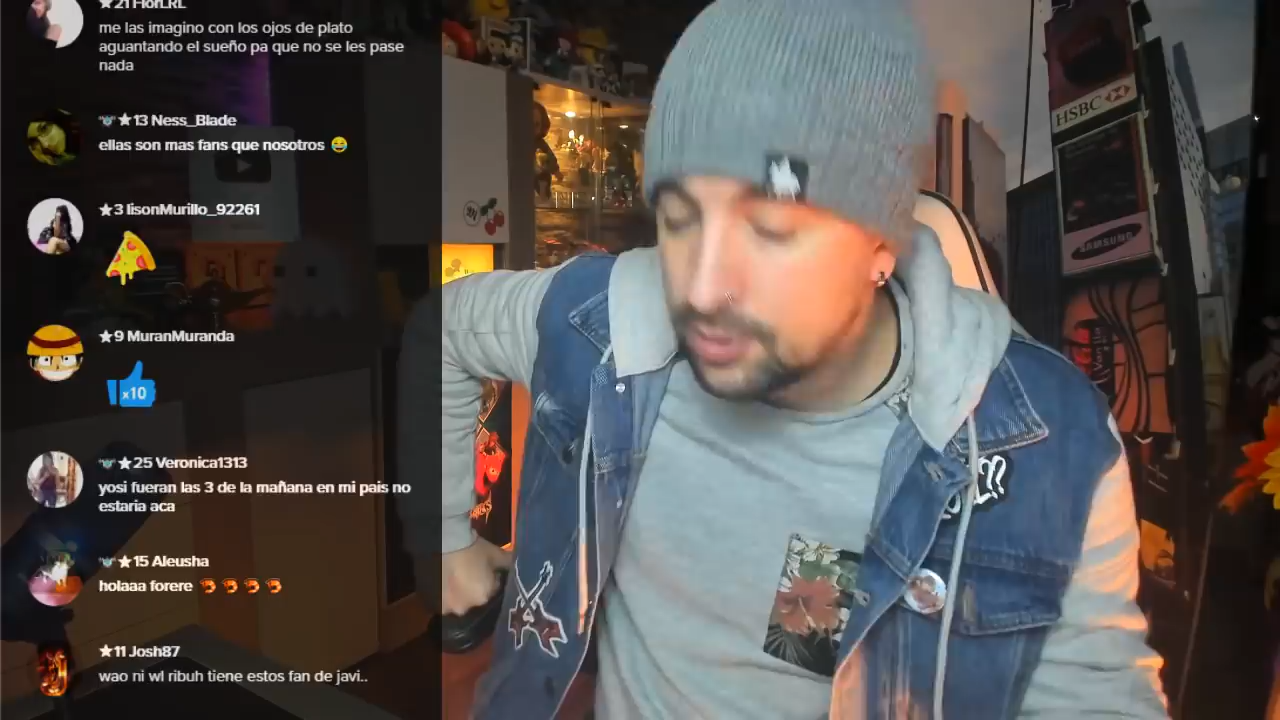 ★21 FlorLRL
me las imagino con los ojos de plato
aguantando el sueño pa que no se les pase
nada
★13 Ness_Blade
ellas son mas fans que nosotros 😂
★3 lisonMurillo_92261
★9 MuranMuranda
x10
★25 Veronica1313
yosi fueran las 3 de la mañana en mi pais no
estaria aca
★15 Aleusha
holaaa forere
★11 Josh87
wao ni wl ribuh tiene estos fan de javi..
HSBC
SAMSUNG